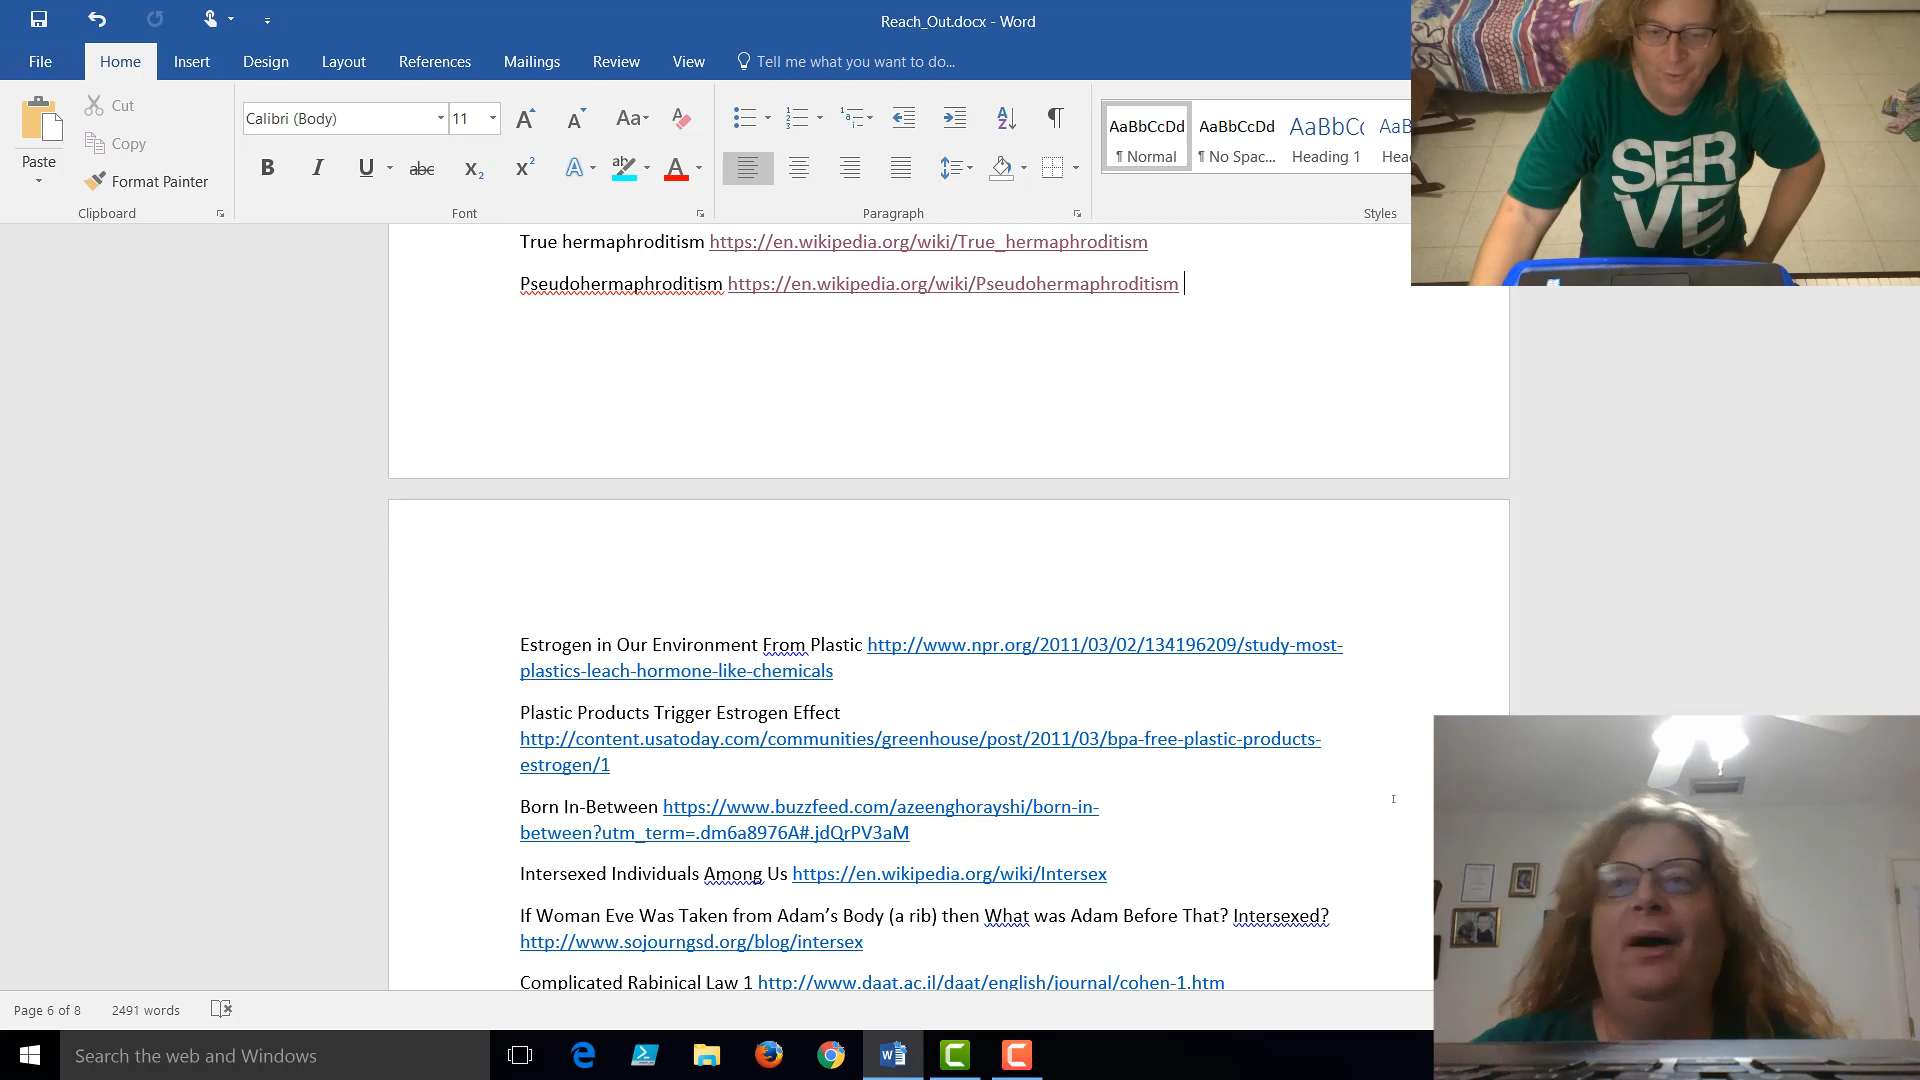 Reach_Out.docx - Word
File Home Insert Design Layout References Mailings Review View Tell me what you want to do...
Paste
Cut
Copy
Format Painter
Clipboard
Calibri (Body) 11
Font
Paragraph
AaBbCcDd AaBbCcDd AaBbCc AaB
¶ Normal ¶ No Spac... Heading 1 Hea
Styles
SER
VE
True hermaphroditism https://en.wikipedia.org/wiki/True_hermaphroditism
Pseudohermaphroditism https://en.wikipedia.org/wiki/Pseudohermaphroditism
Estrogen in Our Environment From Plastic http://www.npr.org/2011/03/02/134196209/study-most-
plastics-leach-hormone-like-chemicals
Plastic Products Trigger Estrogen Effect
http://content.usatoday.com/communities/greenhouse/post/2011/03/bpa-free-plastic-products-
estrogen/1
Born In-Between https://www.buzzfeed.com/azeenghorayshi/born-in-
between?utm_term=.dm6a8976A#.jdQrPV3aM
Intersexed Individuals Among Us https://en.wikipedia.org/wiki/Intersex
If Woman Eve Was Taken from Adam’s Body (a rib) then What was Adam Before That? Intersexed?
http://www.sojourngsd.org/blog/intersex
Complicated Rabinical Law 1 http://www.daat.ac.il/daat/english/journal/cohen-1.htm
Page 6 of 8 2491 words
Search the web and Windows